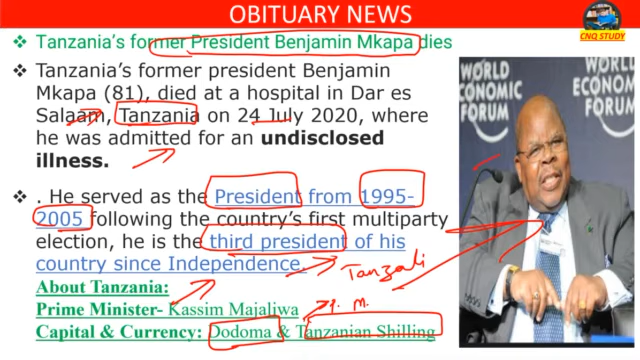 OBITUARY NEWS
CNQ STUDY
Tanzania's former President Benjamin Mkapa dies
Tanzania's former president Benjamin
Mkapa (81), died at a hospital in Dar es
Salaam, Tanzania on 24 July 2020, where
he was admitted for an undisclosed
illness.
. He served as the President from 1995-
2005 following the country's first multiparty
election, he is the third president of his
country since Independence.
Tanzali
About Tanzania:
Prime Minister- Kassim Majaliwa
P. M.
Capital & Currency: Dodoma & Tanzanian Shilling
WORLD
ECONOMIC
FORUM
WORLD
ECONOMIC
FORUM